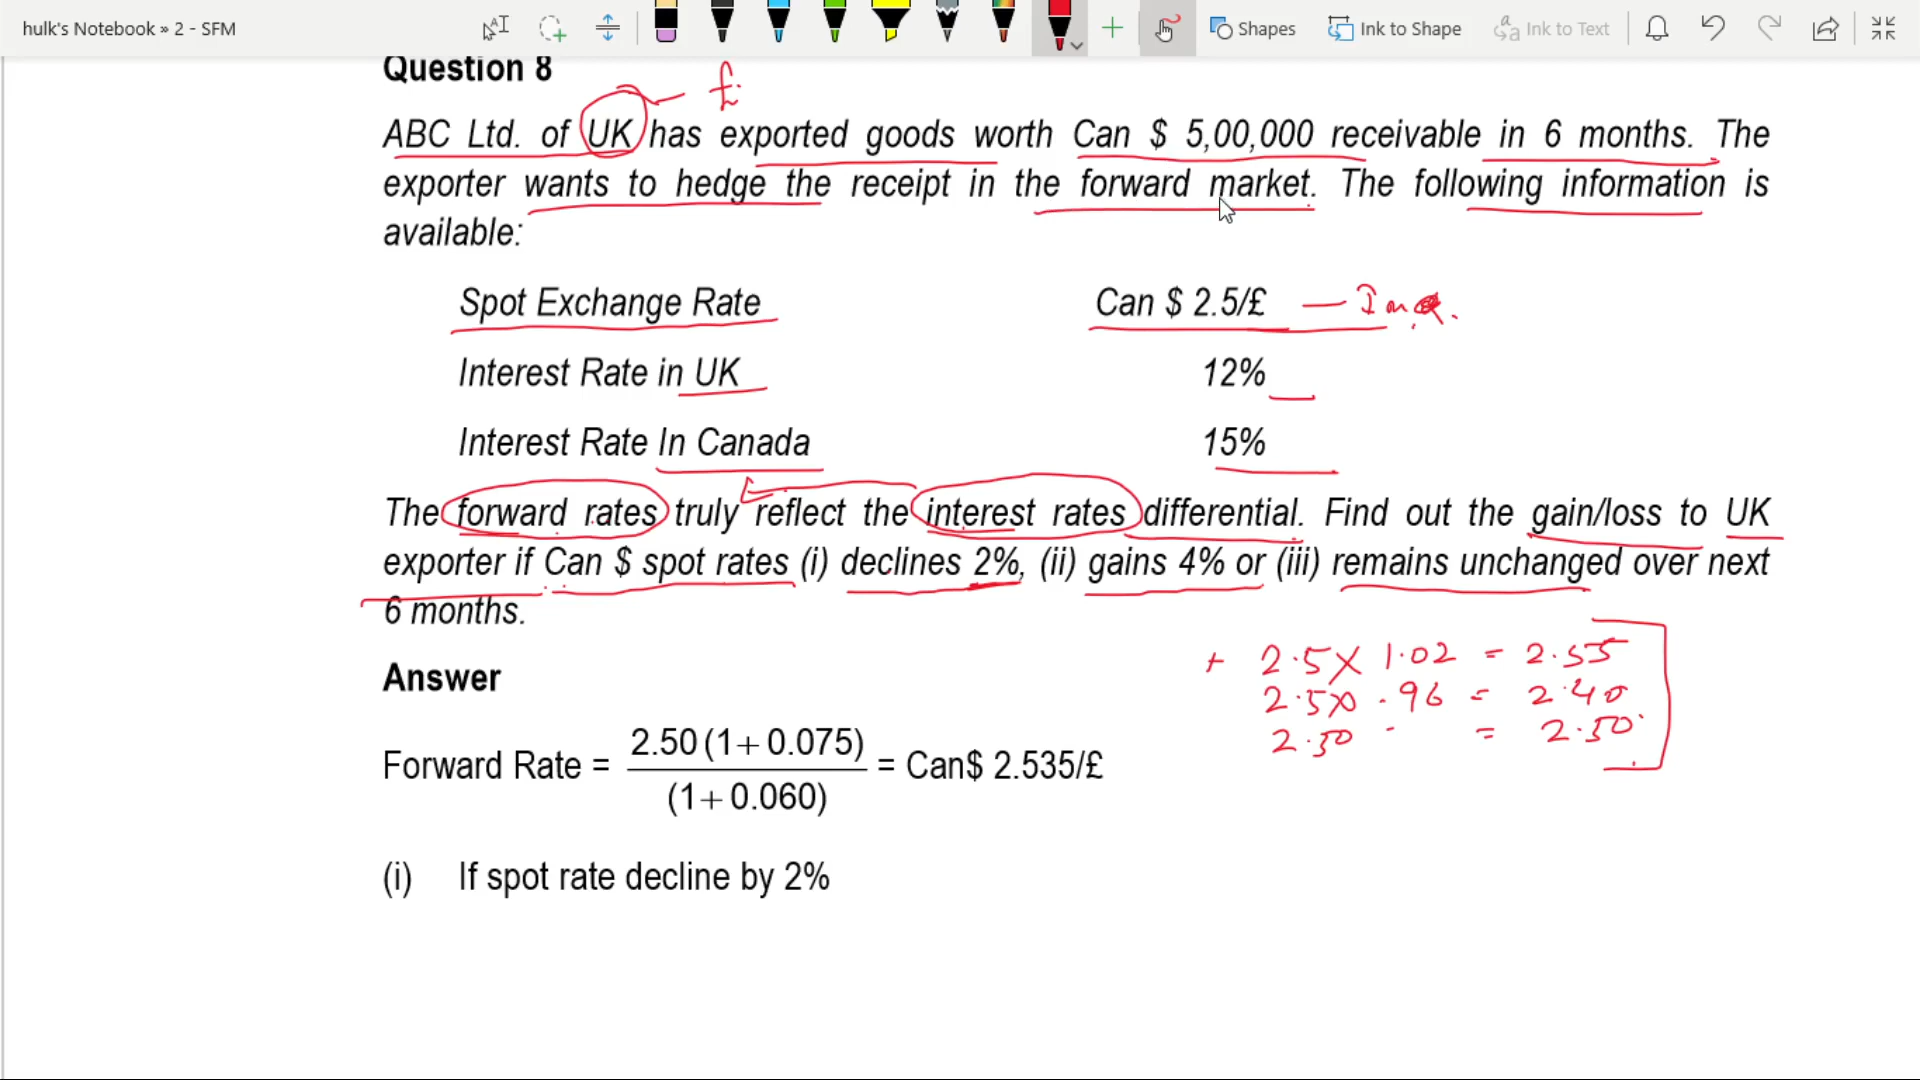 hulk's Notebook » 2 - SFM
Shapes Ink to Shape Ink to Text
Question 8
£
ABC Ltd. of UK has exported goods worth Can $ 5,00,000 receivable in 6 months. The
exporter wants to hedge the receipt in the forward market. The following information is
available:
Spot Exchange Rate Can $ 2.5/£
Interest Rate in UK 12%
Interest Rate In Canada 15%
The forward rates truly reflect the interest rates differential. Find out the gain/loss to UK
exporter if Can $ spot rates (i) declines 2%, (ii) gains 4% or (iii) remains unchanged over next
6 months.
+ 2.5 X 1.02 = 2.55
2.5 X .96 = 2.40
2.50 = 2.50
Answer
Forward Rate = 2.50 (1+ 0.075) / (1+ 0.060) = Can$ 2.535/£
(i) If spot rate decline by 2%